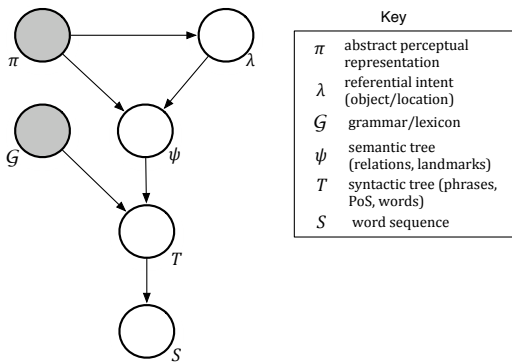 π
λ
𝒢
ψ
T
S
Key
π abstract perceptual
representation
λ referential intent
(object/location)
𝒢 grammar/lexicon
ψ semantic tree
(relations, landmarks)
T syntactic tree (phrases,
PoS, words)
S word sequence